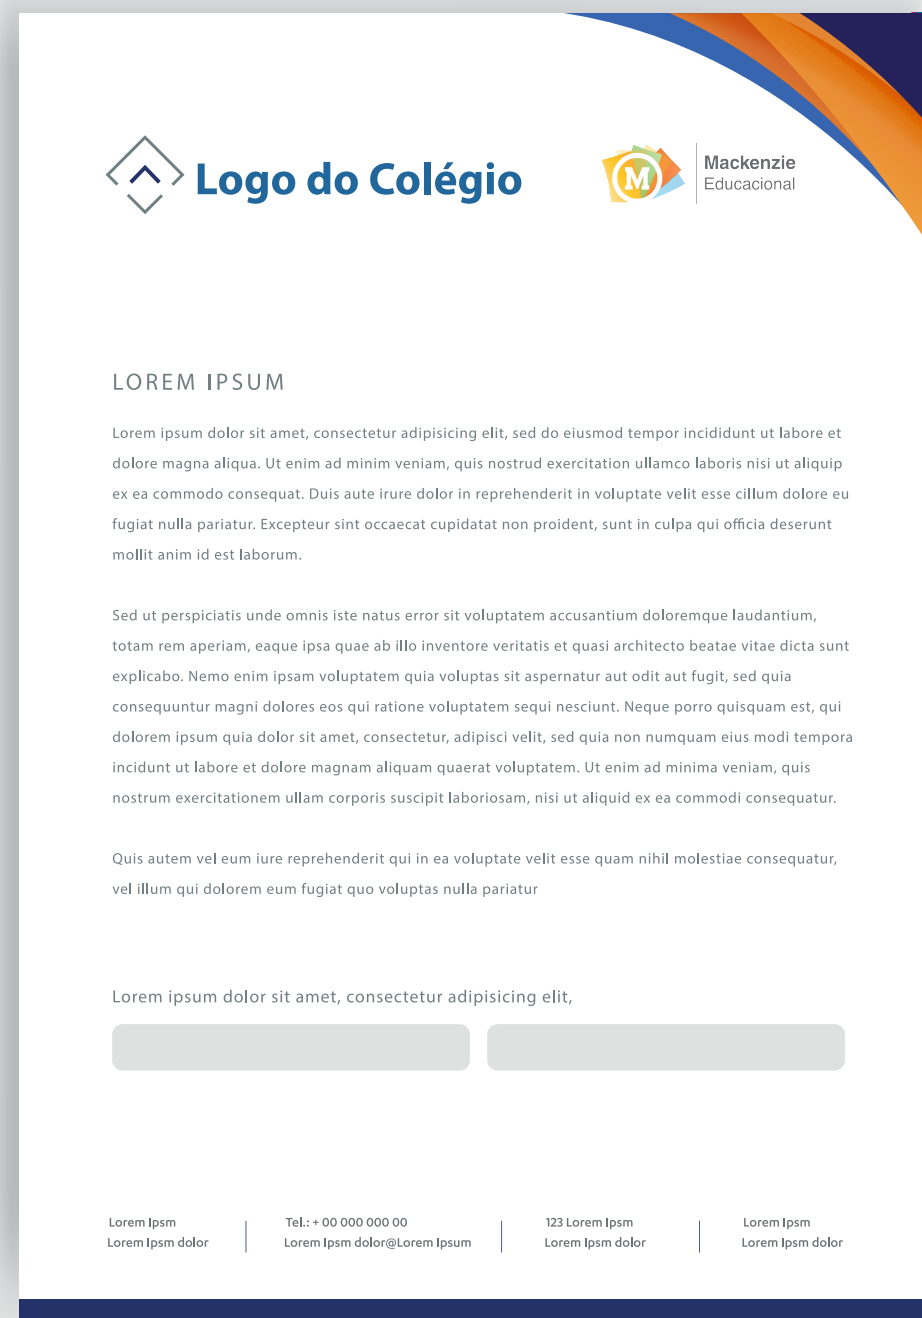 Logo do Colégio
M
Mackenzie
Educacional
LOREM IPSUM
Lorem ipsum dolor sit amet, consectetur adipisicing elit, sed do eiusmod tempor incididunt ut labore et
dolore magna aliqua. Ut enim ad minim veniam, quis nostrud exercitation ullamco laboris nisi ut aliquip
ex ea commodo consequat. Duis aute irure dolor in reprehenderit in voluptate velit esse cillum dolore eu
fugiat nulla pariatur. Excepteur sint occaecat cupidatat non proident, sunt in culpa qui officia deserunt
mollit anim id est laborum.
Sed ut perspiciatis unde omnis iste natus error sit voluptatem accusantium doloremque laudantium,
totam rem aperiam, eaque ipsa quae ab illo inventore veritatis et quasi architecto beatae vitae dicta sunt
explicabo. Nemo enim ipsam voluptatem quia voluptas sit aspernatur aut odit aut fugit, sed quia
consequuntur magni dolores eos qui ratione voluptatem sequi nesciunt. Neque porro quisquam est, qui
dolorem ipsum quia dolor sit amet, consectetur, adipisci velit, sed quia non numquam eius modi tempora
incidunt ut labore et dolore magnam aliquam quaerat voluptatem. Ut enim ad minima veniam, quis
nostrum exercitationem ullam corporis suscipit laboriosam, nisi ut aliquid ex ea commodi consequatur.
Quis autem vel eum iure reprehenderit qui in ea voluptate velit esse quam nihil molestiae consequatur,
vel illum qui dolorem eum fugiat quo voluptas nulla pariatur
Lorem ipsum dolor sit amet, consectetur adipisicing elit,
Lorem Ipsm
Lorem Ipsm dolor
Tel.: + 00 000 000 00
Lorem Ipsm dolor@Lorem Ipsum
123 Lorem Ipsm
Lorem Ipsm dolor
Lorem Ipsm
Lorem Ipsm dolor